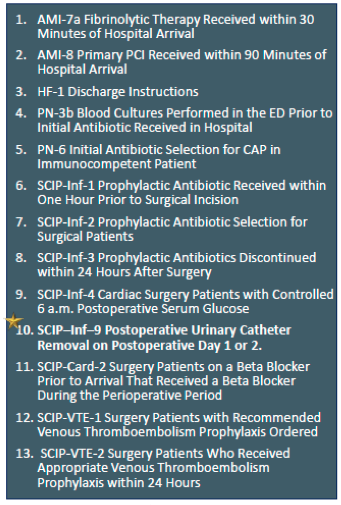 1. AMI-7a Fibrinolytic Therapy Received within 30
Minutes of Hospital Arrival
2. AMI-8 Primary PCI Received within 90 Minutes of
Hospital Arrival
3. HF-1 Discharge Instructions
4. PN-3b Blood Cultures Performed in the ED Prior to
Initial Antibiotic Received in Hospital
5. PN-6 Initial Antibiotic Selection for CAP in
Immunocompetent Patient
6. SCIP-Inf-1 Prophylactic Antibiotic Received within
One Hour Prior to Surgical Incision
7. SCIP-Inf-2 Prophylactic Antibiotic Selection for
Surgical Patients
8. SCIP-Inf-3 Prophylactic Antibiotics Discontinued
within 24 Hours After Surgery
9. SCIP-Inf-4 Cardiac Surgery Patients with Controlled
6 a.m. Postoperative Serum Glucose
10. SCIP–Inf–9 Postoperative Urinary Catheter
Removal on Postoperative Day 1 or 2.
11. SCIP-Card-2 Surgery Patients on a Beta Blocker
Prior to Arrival That Received a Beta Blocker
During the Perioperative Period
12. SCIP-VTE-1 Surgery Patients with Recommended
Venous Thromboembolism Prophylaxis Ordered
13. SCIP-VTE-2 Surgery Patients Who Received
Appropriate Venous Thromboembolism
Prophylaxis within 24 Hours